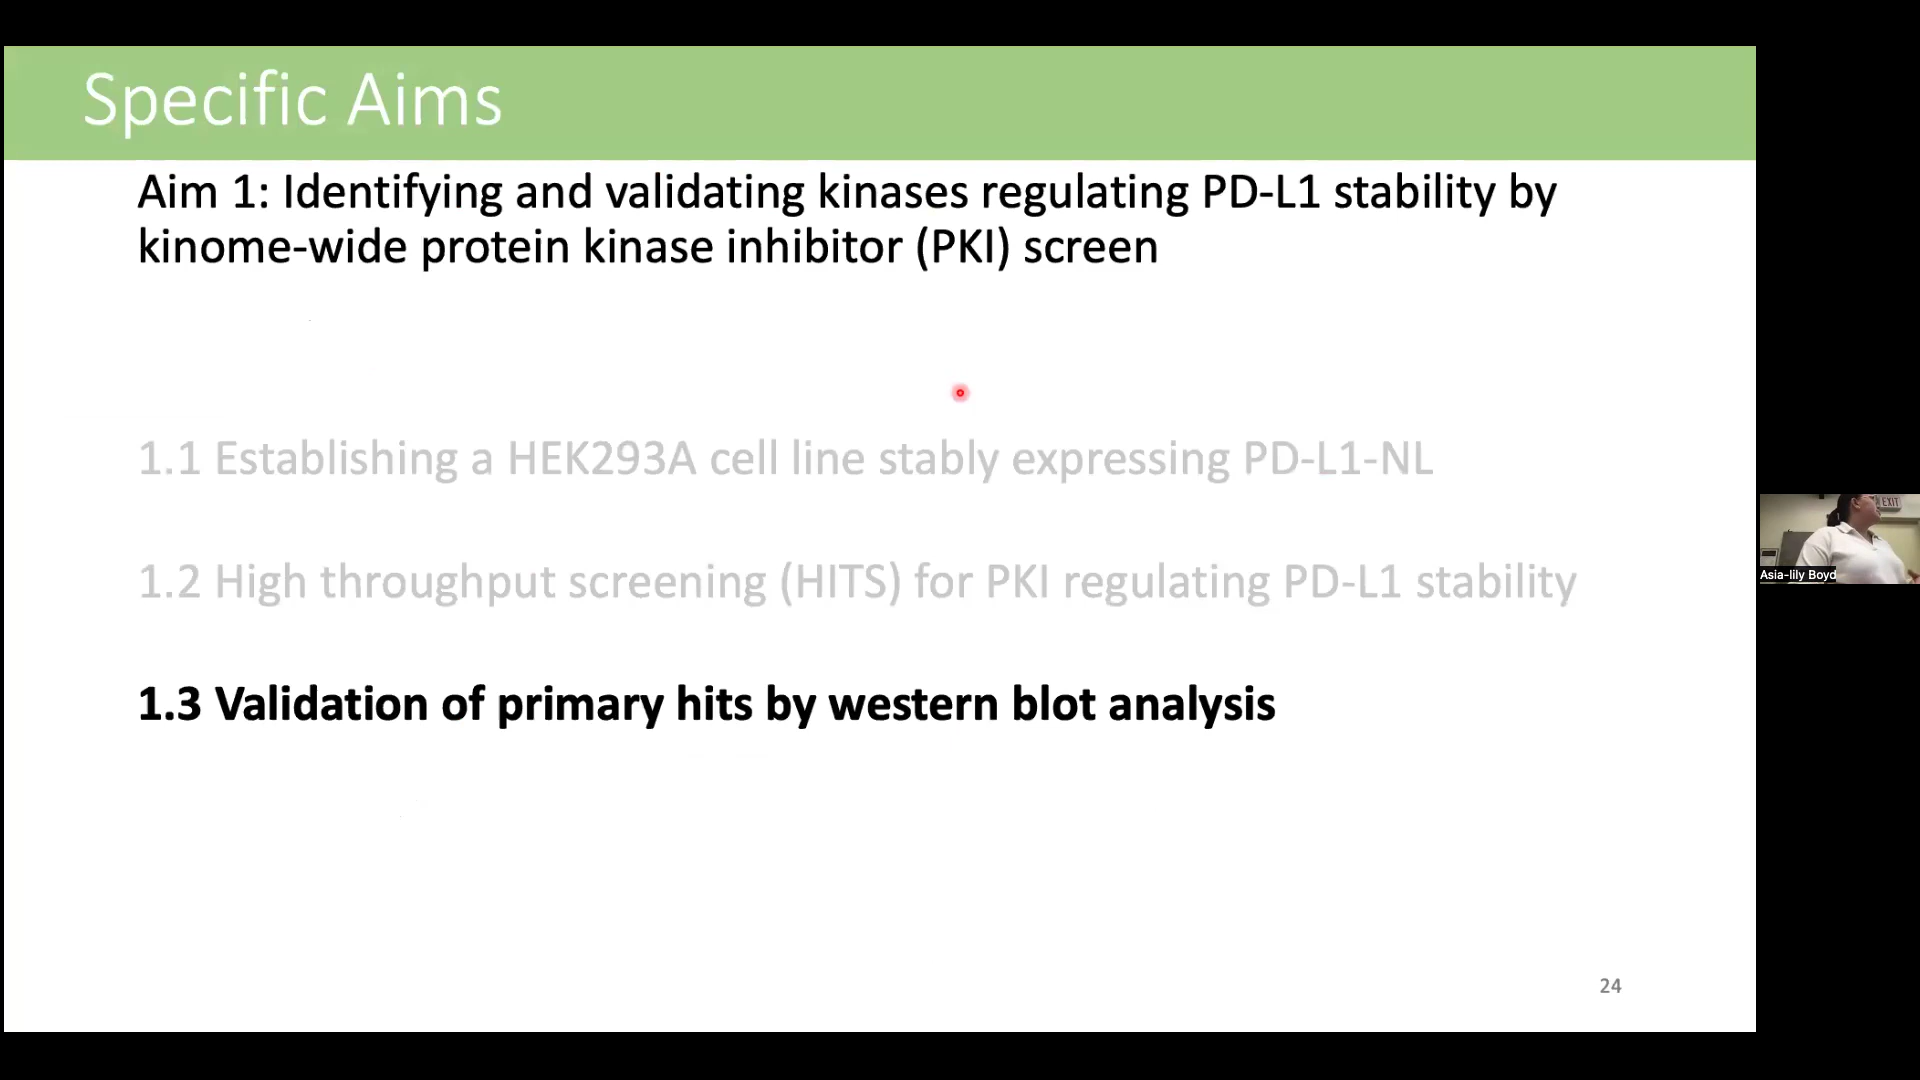 Specific Aims
Aim 1: Identifying and validating kinases regulating PD-L1 stability by
kinome-wide protein kinase inhibitor (PKI) screen
1.1 Establishing a HEK293A cell line stably expressing PD-L1-NL
EXIT
Asia-lily Boyd
1.2 High throughput screening (HITS) for PKI regulating PD-L1 stability
1.3 Validation of primary hits by western blot analysis
24